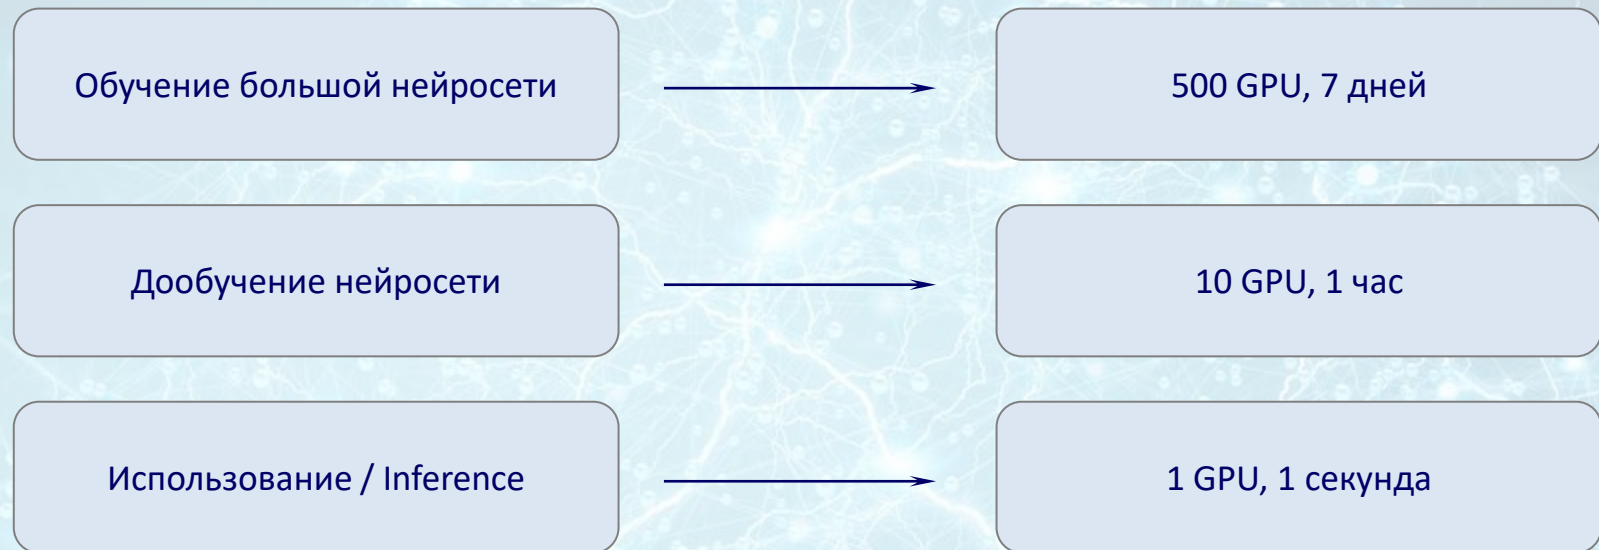 Обучение большой нейросети
500 GPU, 7 дней
Дообучение нейросети
10 GPU, 1 час
Использование / Inference
1 GPU, 1 секунда